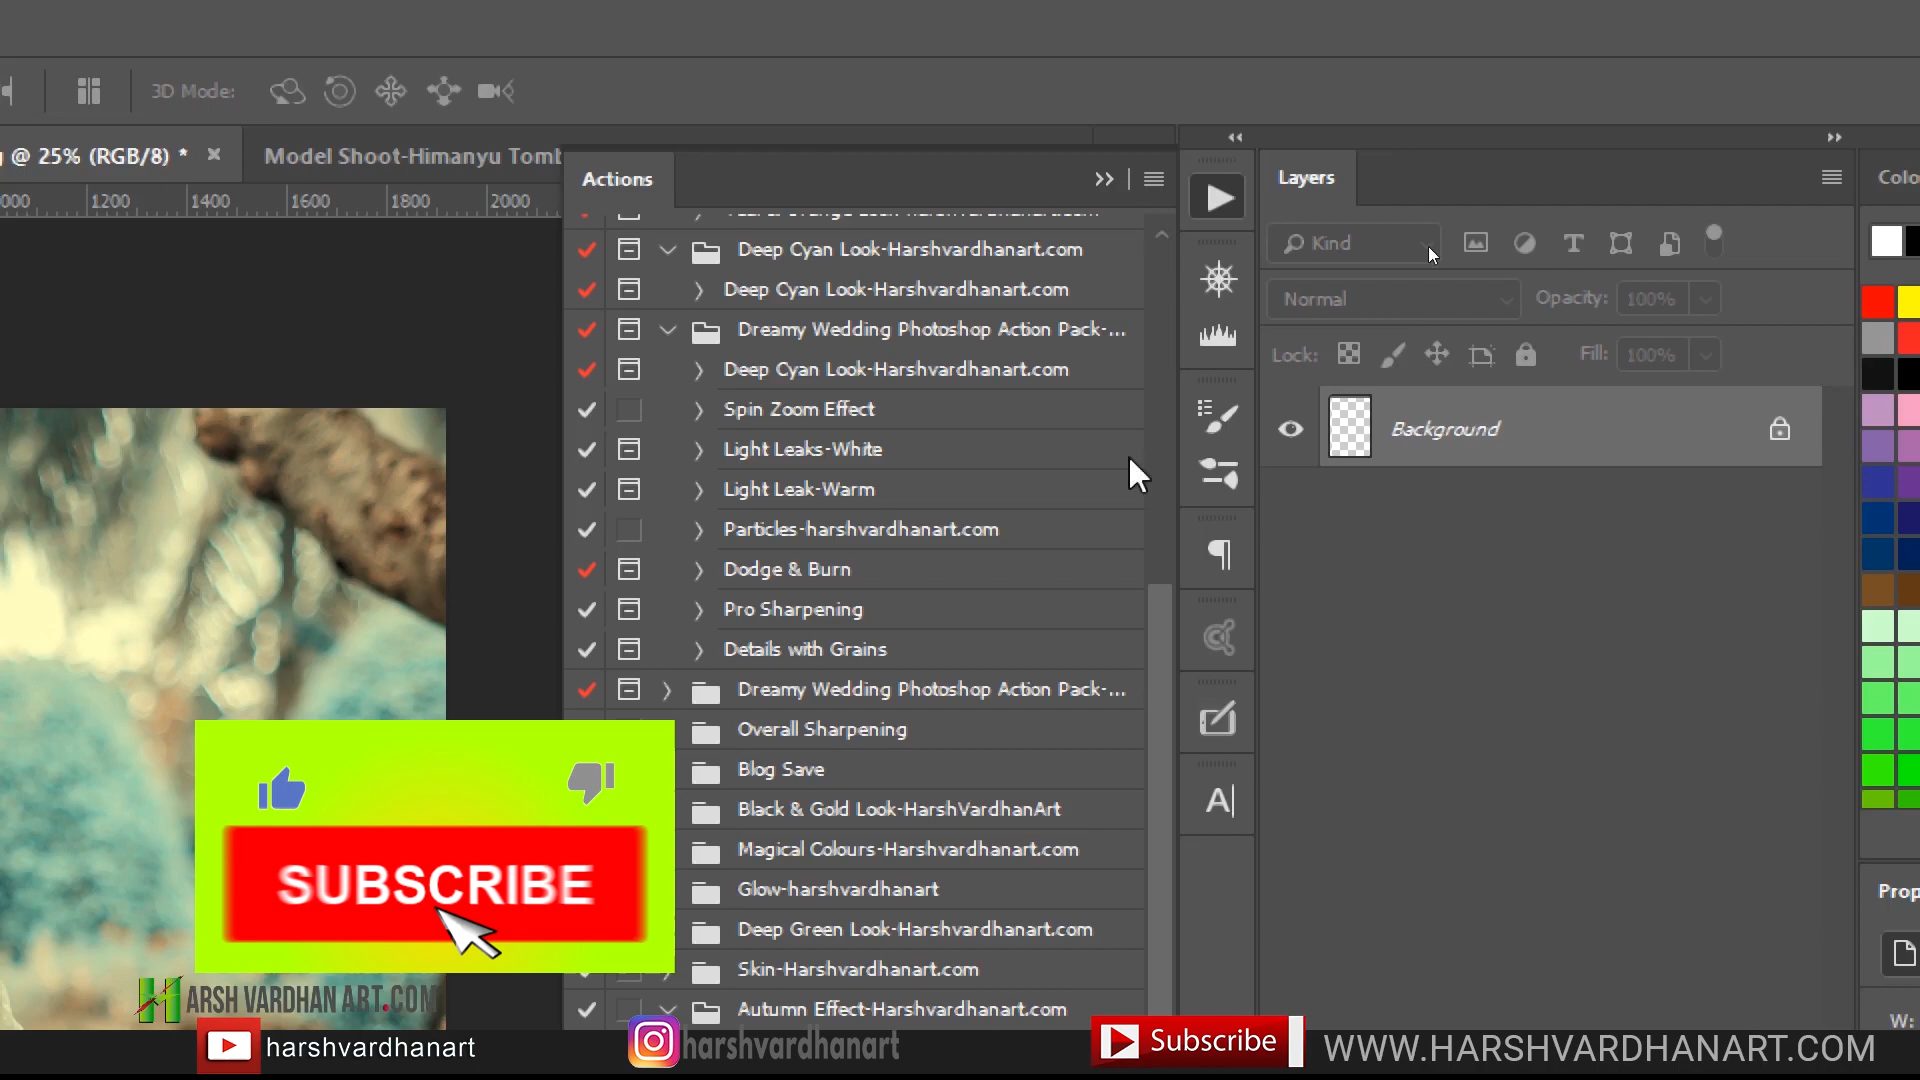 3D Mode:
@ 25% (RGB/8) *
Model Shoot-Himanyu Tomb
1200 1400 1600 1800 2000
Actions
Deep Cyan Look-Harshvardhanart.com
Deep Cyan Look-Harshvardhanart.com
Dreamy Wedding Photoshop Action Pack-...
Deep Cyan Look-Harshvardhanart.com
Spin Zoom Effect
Light Leaks-White
Light Leak-Warm
Particles-harshvardhanart.com
Dodge & Burn
Pro Sharpening
Details with Grains
Dreamy Wedding Photoshop Action Pack-...
Overall Sharpening
Blog Save
Black & Gold Look-HarshVardhanArt
Magical Colours-Harshvardhanart.com
Glow-harshvardhanart
Deep Green Look-Harshvardhanart.com
Skin-Harshvardhanart.com
Autumn Effect-Harshvardhanart.com
Layers
Kind
Normal
Opacity: 100%
Lock:
Fill: 100%
Background
Colo
Prop
W:
SUBSCRIBE
HARSH VARDHAN ART.COM
harshvardhanart
harshvardhanart
Subscribe
WWW.HARSHVARDHANART.COM